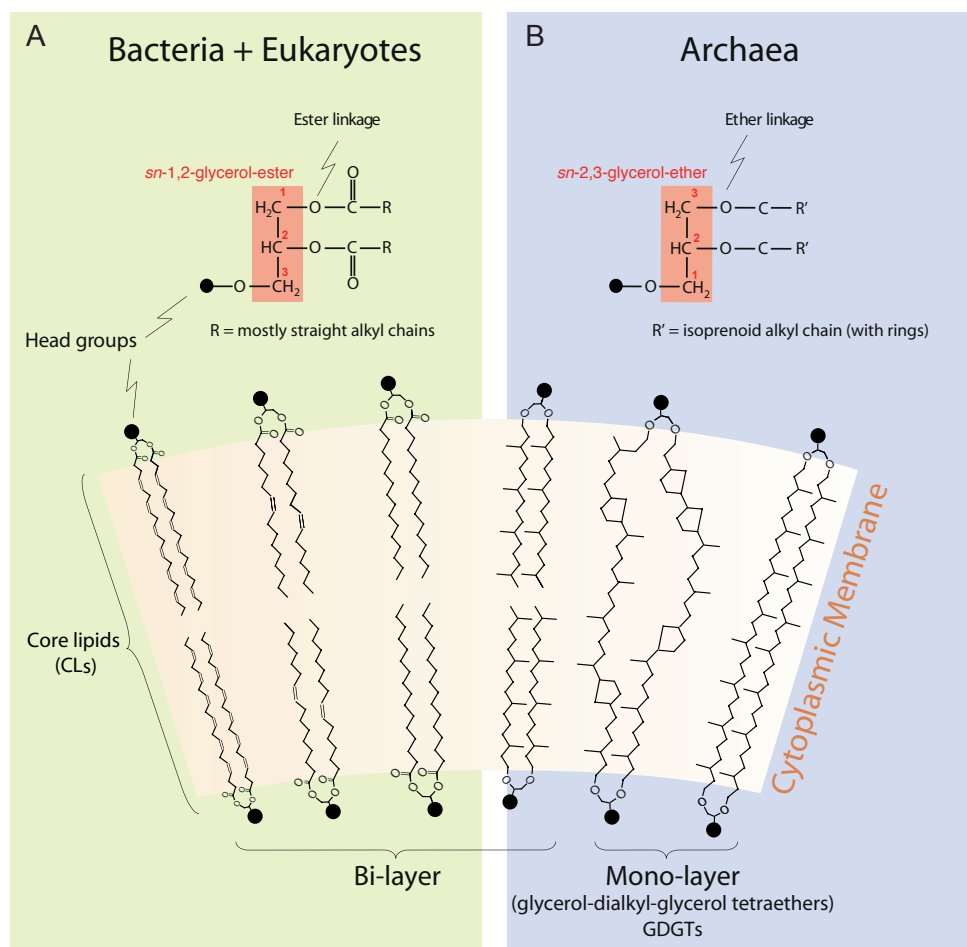 A
Bacteria + Eukaryotes
Ester linkage
sn-1,2-glycerol-ester
O
1
H₂C—O—C—R
2
HC—O—C—R
3
O
O—CH₂
R = mostly straight alkyl chains
Head groups
Core lipids
(CLs)
B
Archaea
Ether linkage
sn-2,3-glycerol-ether
3
H₂C—O—C—R’
2
HC—O—C—R’
1
O—CH₂
R’ = isoprenoid alkyl chain (with rings)
Cytoplasmic Membrane
Bi-layer
Mono-layer
(glycerol-dialkyl-glycerol tetraethers)
GDGTs